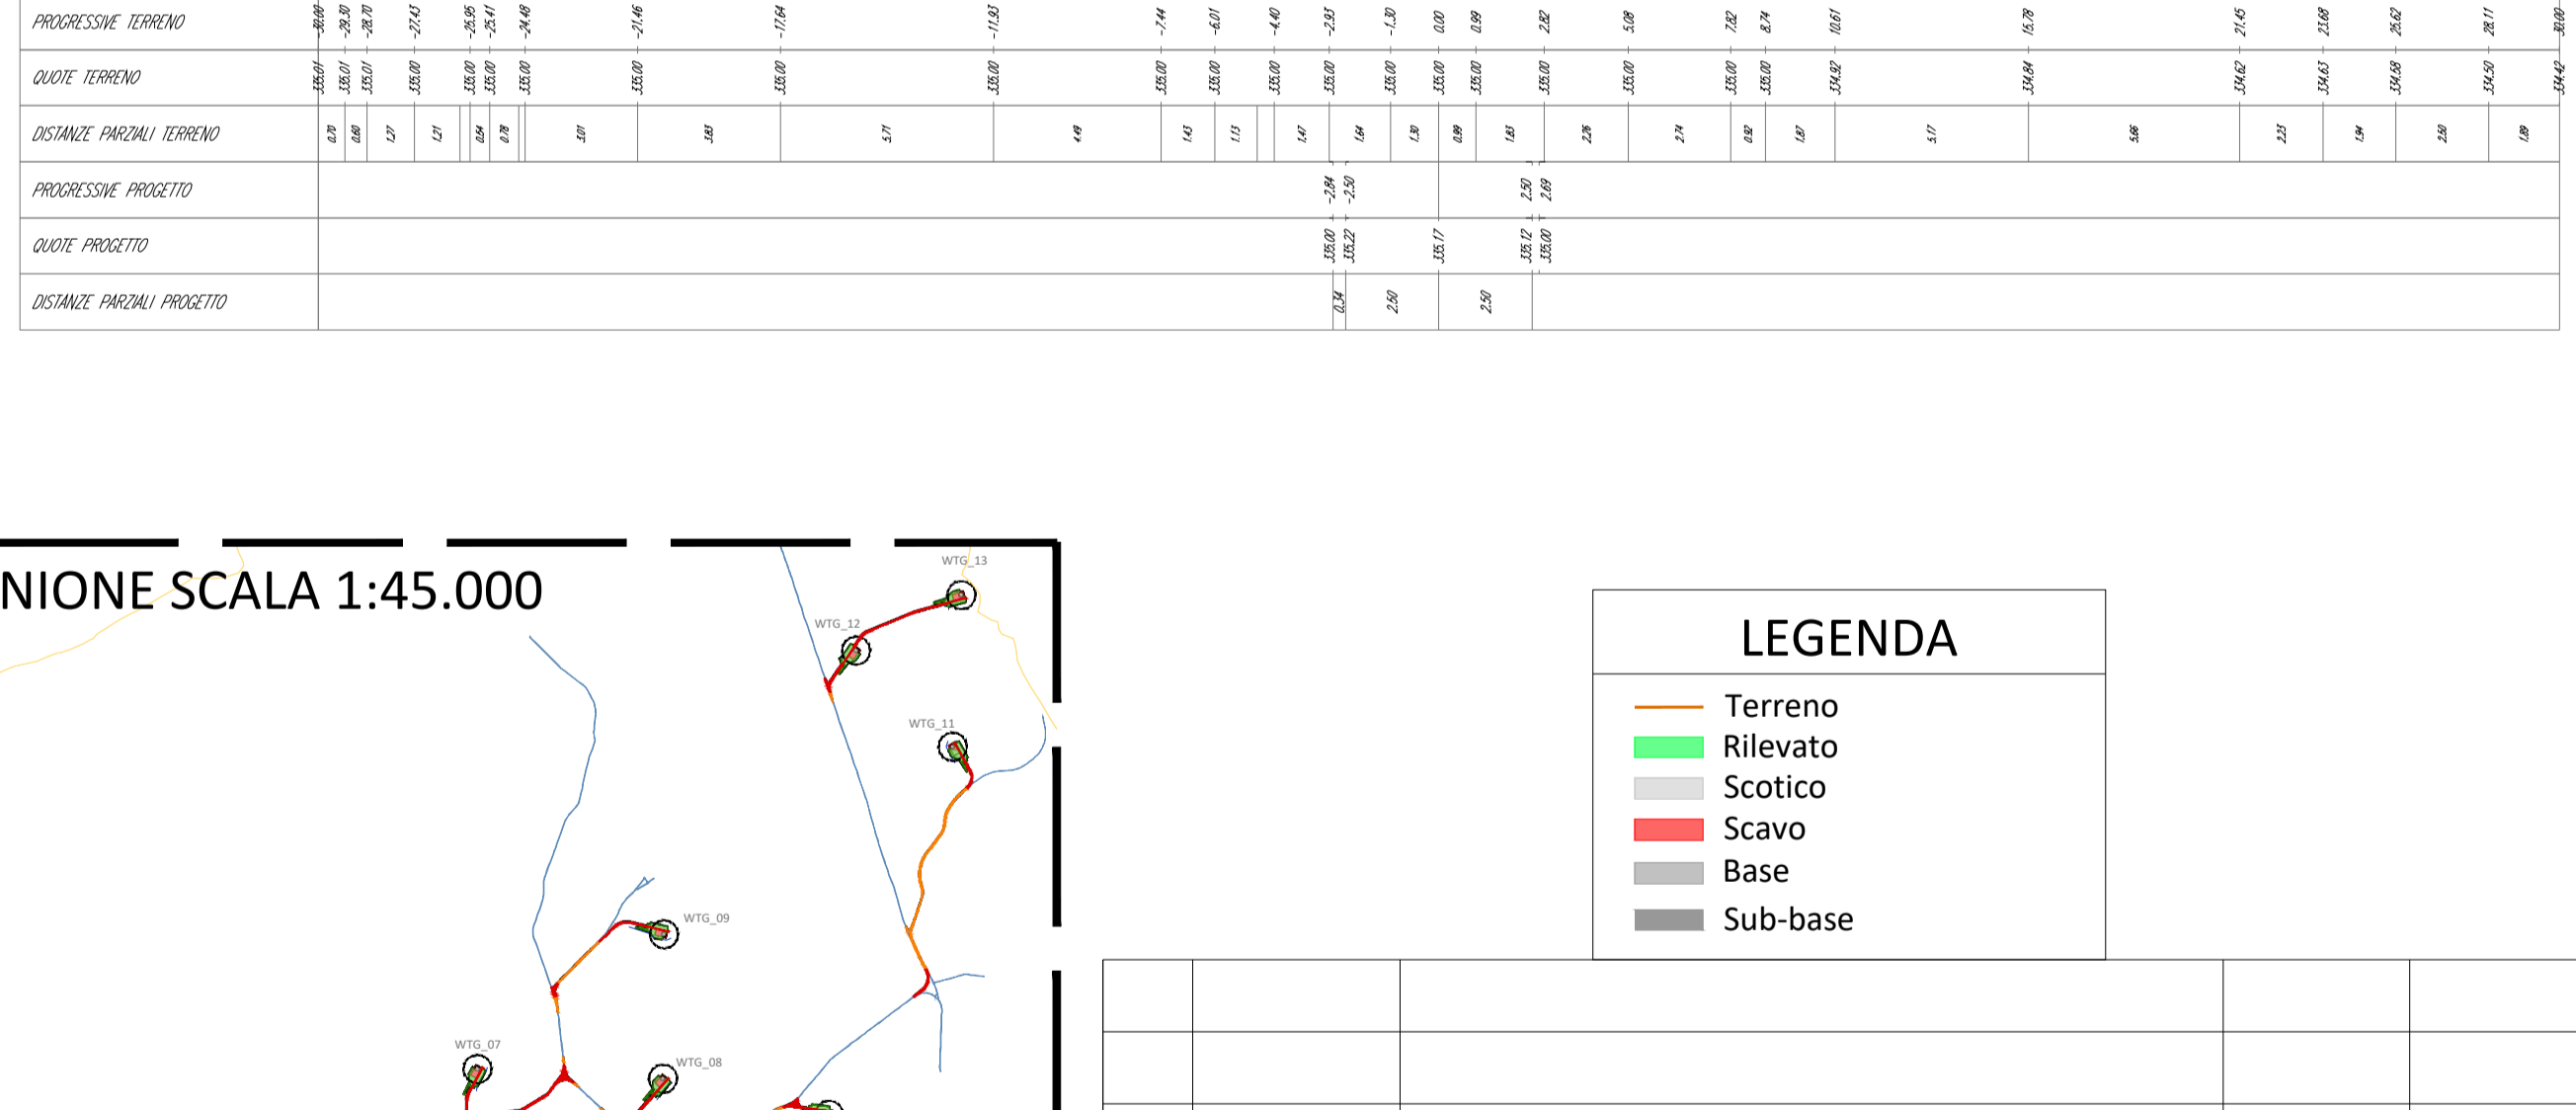 PROGRESSIVE TERRENO -30.00 -29.30 -28.70 -27.43 -25.95 -25.41 -24.48 -21.46 -17.64 -11.93 -7.44 -6.01 -4.40 -2.93 -1.30 0.00 0.99 2.82 5.08 7.82 8.74 10.61 15.78 21.45 23.68 25.62 28.11 30.00
QUOTE TERRENO 335.01 335.01 335.01 335.00 335.00 335.00 335.00 335.00 335.00 335.00 335.00 335.00 335.00 335.00 335.00 335.00 335.00 335.00 335.00 335.00 335.00 334.92 334.84 334.62 334.63 334.58 334.50 334.42
DISTANZE PARZIALI TERRENO 0.70 0.60 1.27 1.21 0.54 0.78 3.01 3.83 5.71 4.49 1.43 1.13 1.47 1.64 1.30 0.99 1.83 2.26 2.74 0.92 1.87 5.17 5.66 2.23 1.94 2.50 1.89
PROGRESSIVE PROGETTO -2.84 -2.50 2.50 2.69
QUOTE PROGETTO 335.00 335.22 335.17 335.12 335.00
DISTANZE PARZIALI PROGETTO 0.34 2.50 2.50
NIONE SCALA 1:45.000
WTG_13
WTG_12
WTG_11
WTG_09
WTG_07
WTG_08
LEGENDA
Terreno
Rilevato
Scotico
Scavo
Base
Sub-base